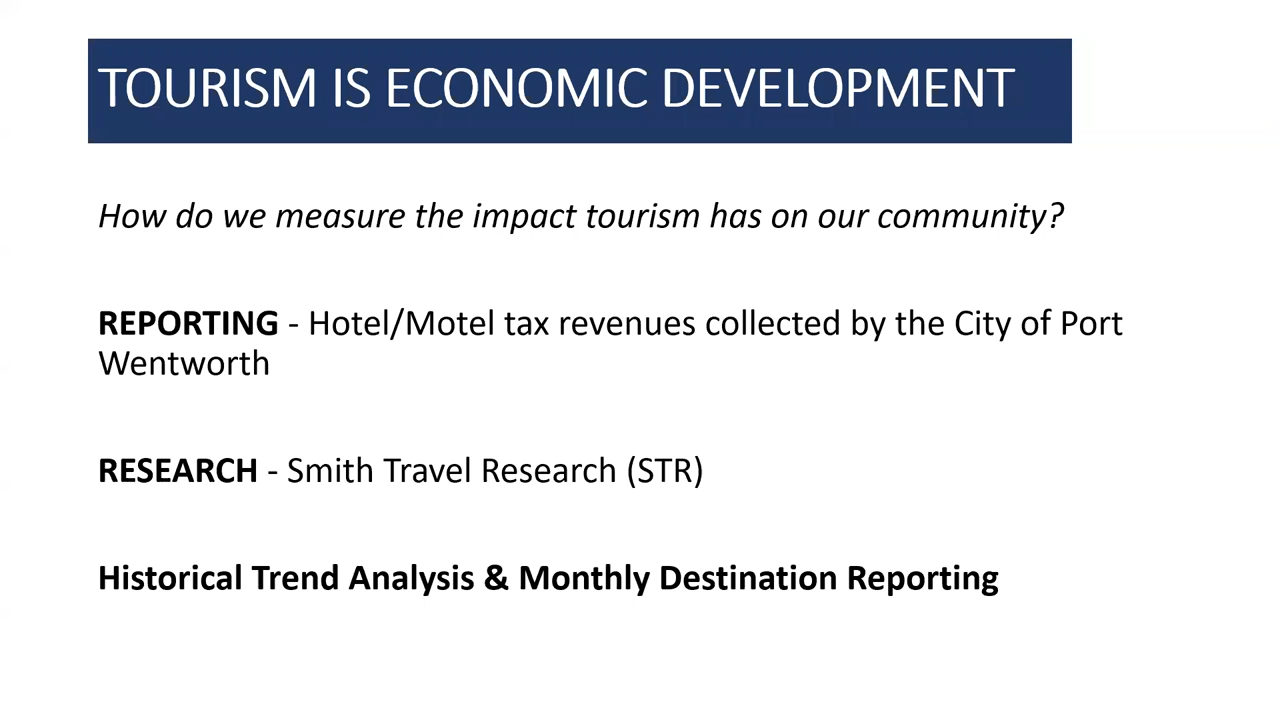 TOURISM IS ECONOMIC DEVELOPMENT
How do we measure the impact tourism has on our community?
REPORTING - Hotel/Motel tax revenues collected by the City of Port
Wentworth
RESEARCH - Smith Travel Research (STR)
Historical Trend Analysis & Monthly Destination Reporting